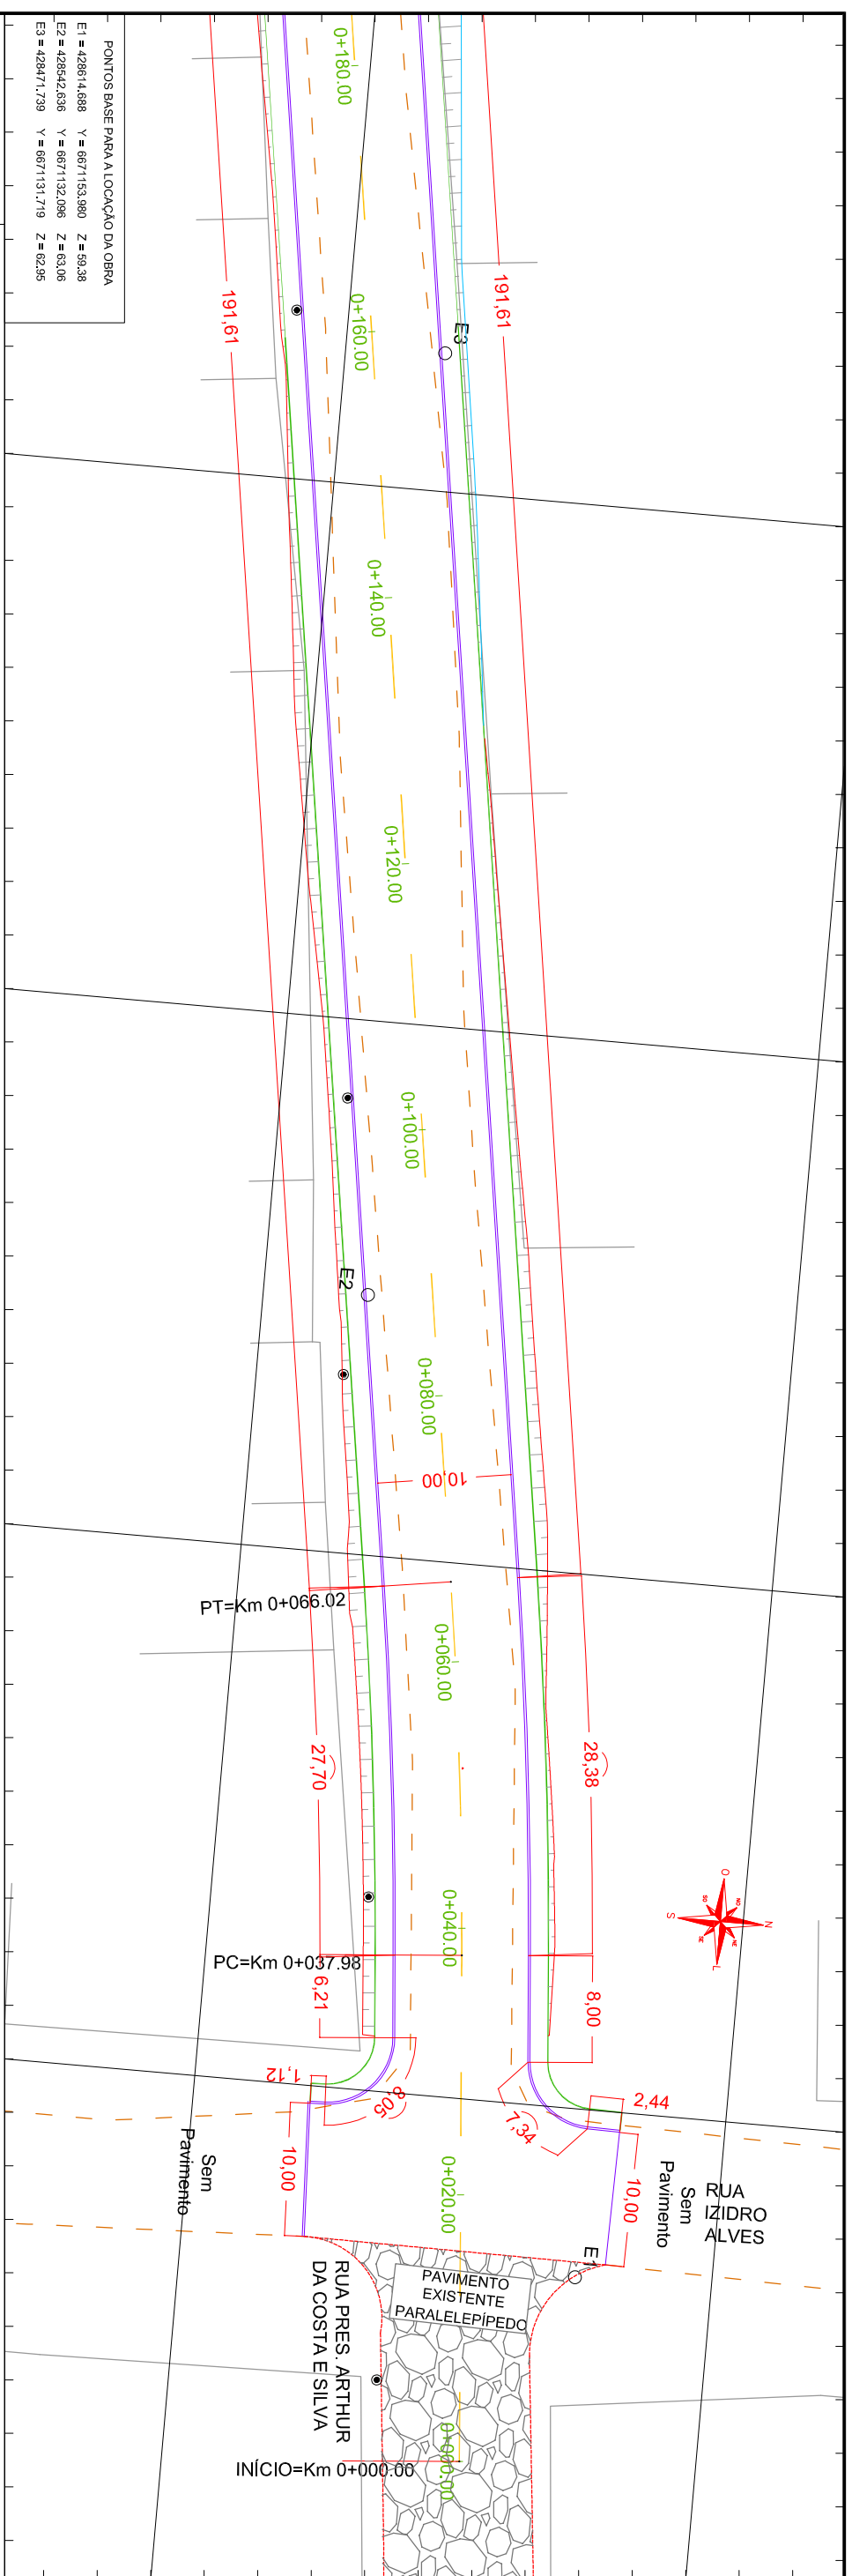 PONTOS BASE PARA A LOCAÇÃO DA OBRA
E1 = 428614,688 Y = 6671153,980 Z = 59,38
E2 = 428542,636 Y = 6671132,096 Z = 63,06
E3 = 428471,739 Y = 6671131,719 Z = 62,95
0+180.00
191,61
191,61
0+160.00
E3
0+140.00
0+120.00
0+100.00
E2
0+080.00
10,00
PT=Km 0+066.02
0+060.00
27,70
28,38
0+040.00
O
N
S
L
NO
SO
NE
SE
PC=Km 0+037.98
6,21
8,00
1,12
8,05
7,34
2,44
10,00
10,00
Sem
Pavimento
0+020.00
Sem
Pavimento
RUA
IZIDRO
ALVES
E1
PAVIMENTO
EXISTENTE
PARALELEPÍPEDO
RUA PRES. ARTHUR
DA COSTA E SILVA
INÍCIO=Km 0+000.00
0+000.00